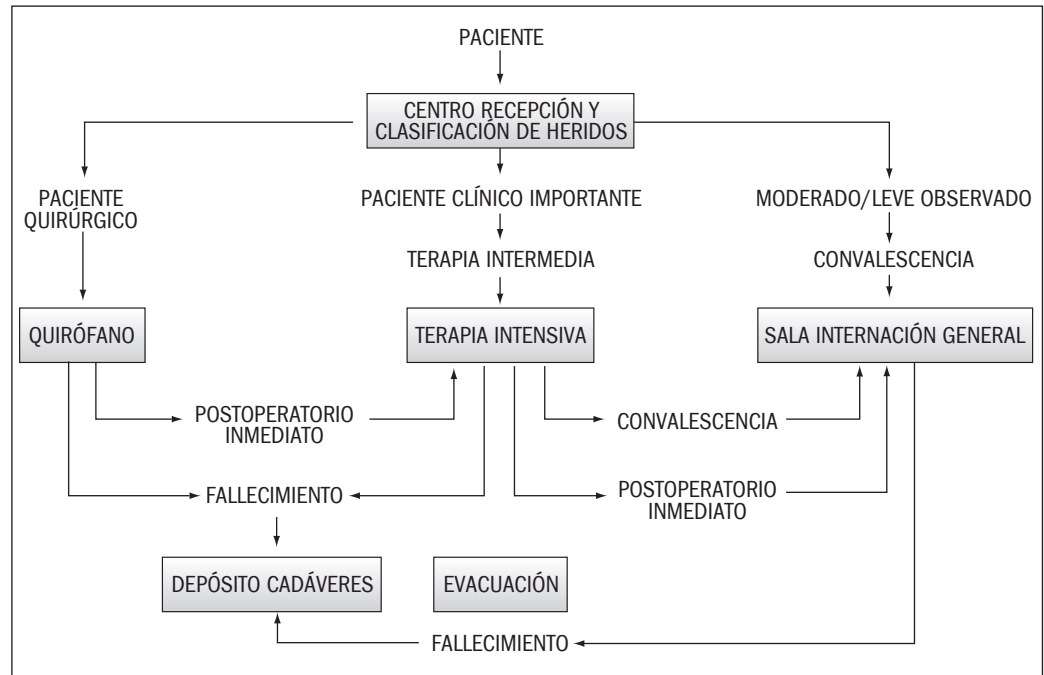 PACIENTE
CENTRO RECEPCIÓN Y
CLASIFICACIÓN DE HERIDOS
PACIENTE
QUIRÚRGICO
PACIENTE CLÍNICO IMPORTANTE
MODERADO/LEVE OBSERVADO
TERAPIA INTERMEDIA
CONVALESCENCIA
QUIRÓFANO
TERAPIA INTENSIVA
SALA INTERNACIÓN GENERAL
POSTOPERATORIO
INMEDIATO
CONVALESCENCIA
FALLECIMIENTO
POSTOPERATORIO
INMEDIATO
DEPÓSITO CADÁVERES
EVACUACIÓN
FALLECIMIENTO